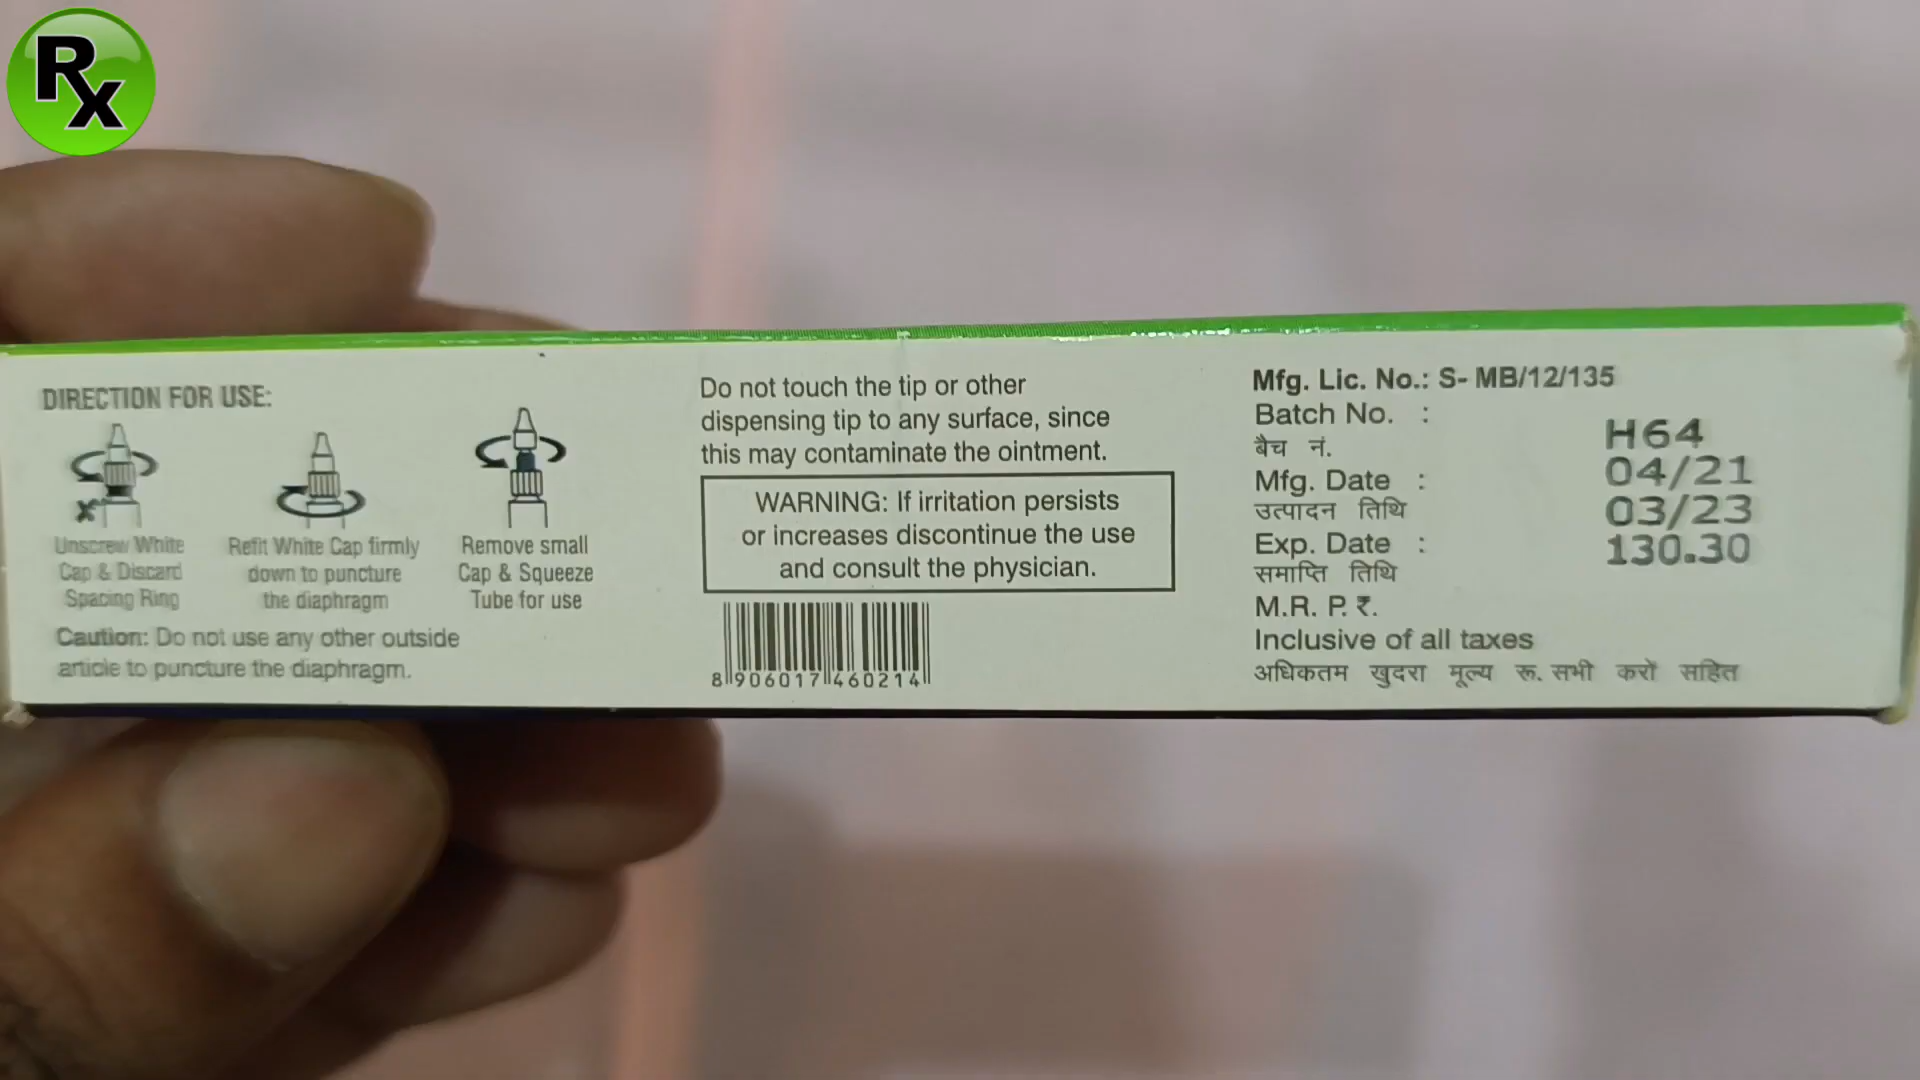 Rx
DIRECTION FOR USE:
Unscrew White
Cap & Discard
Spacing Ring
Refit White Cap firmly
down to puncture
the diaphragm
Remove small
Cap & Squeeze
Tube for use
Caution: Do not use any other outside
article to puncture the diaphragm.
Do not touch the tip or other
dispensing tip to any surface, since
this may contaminate the ointment.
WARNING: If irritation persists
or increases discontinue the use
and consult the physician.
8 906017 460214
Mfg. Lic. No.: S- MB/12/135
Batch No. : H64
बैच नं.
Mfg. Date : 04/21
उत्पादन तिथि 03/23
Exp. Date : 130.30
समाप्ति तिथि
M.R. P. ₹.
Inclusive of all taxes
अधिकतम खुदरा मूल्य रू. सभी करों सहित